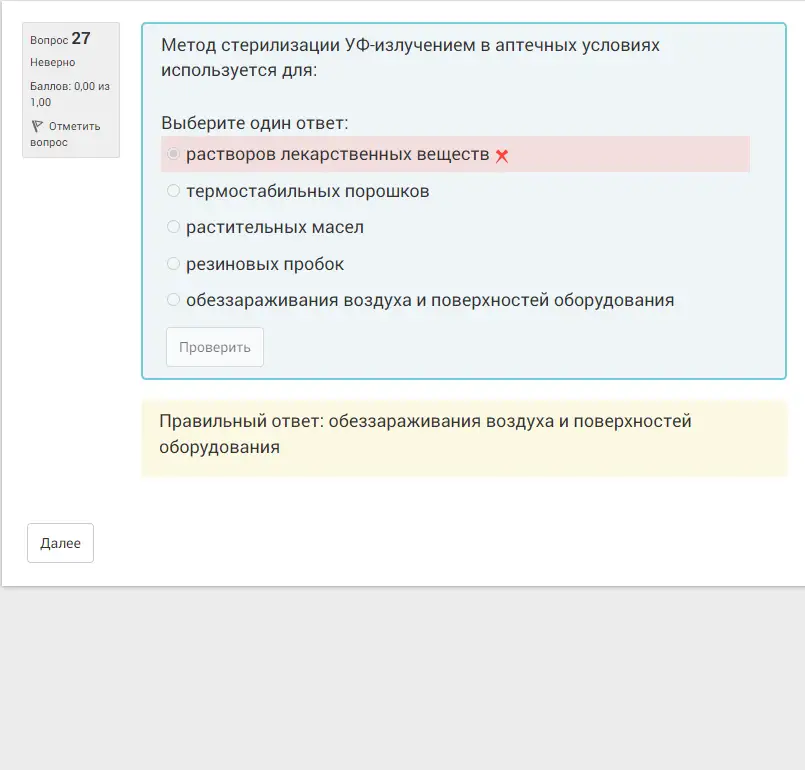 Вопрос 27
Неверно
Баллов: 0,00 из
1,00
Отметить
вопрос
Метод стерилизации УФ-излучением в аптечных условиях
используется для:
Выберите один ответ:
растворов лекарственных веществ
термостабильных порошков
растительных масел
резиновых пробок
обеззараживания воздуха и поверхностей оборудования
Проверить
Правильный ответ: обеззараживания воздуха и поверхностей
оборудования
Далее